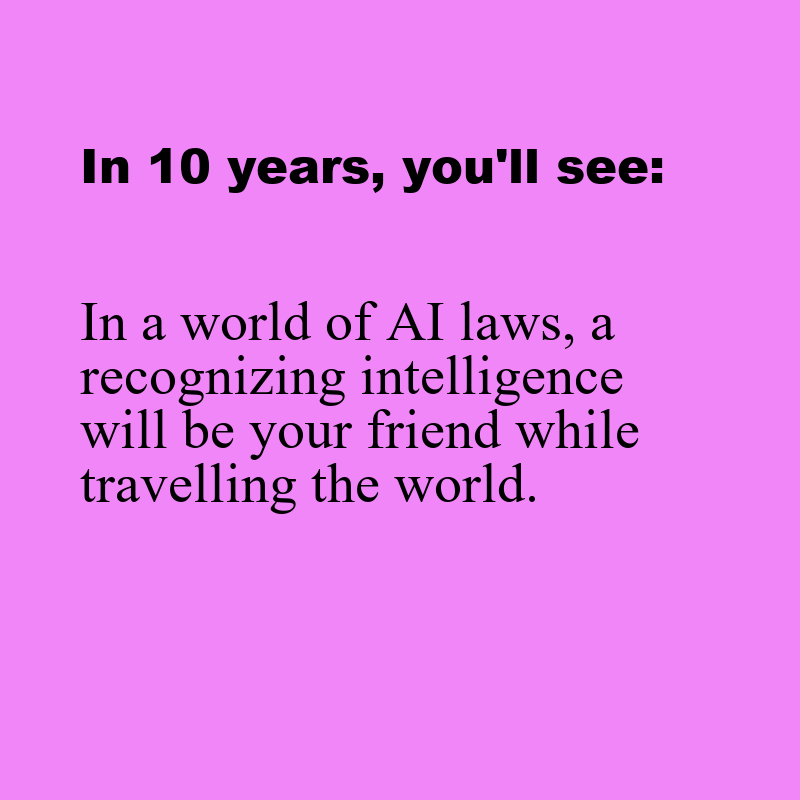 In 10 years, you'll see:
In a world of AI laws, a
recognizing intelligence
will be your friend while
travelling the world.